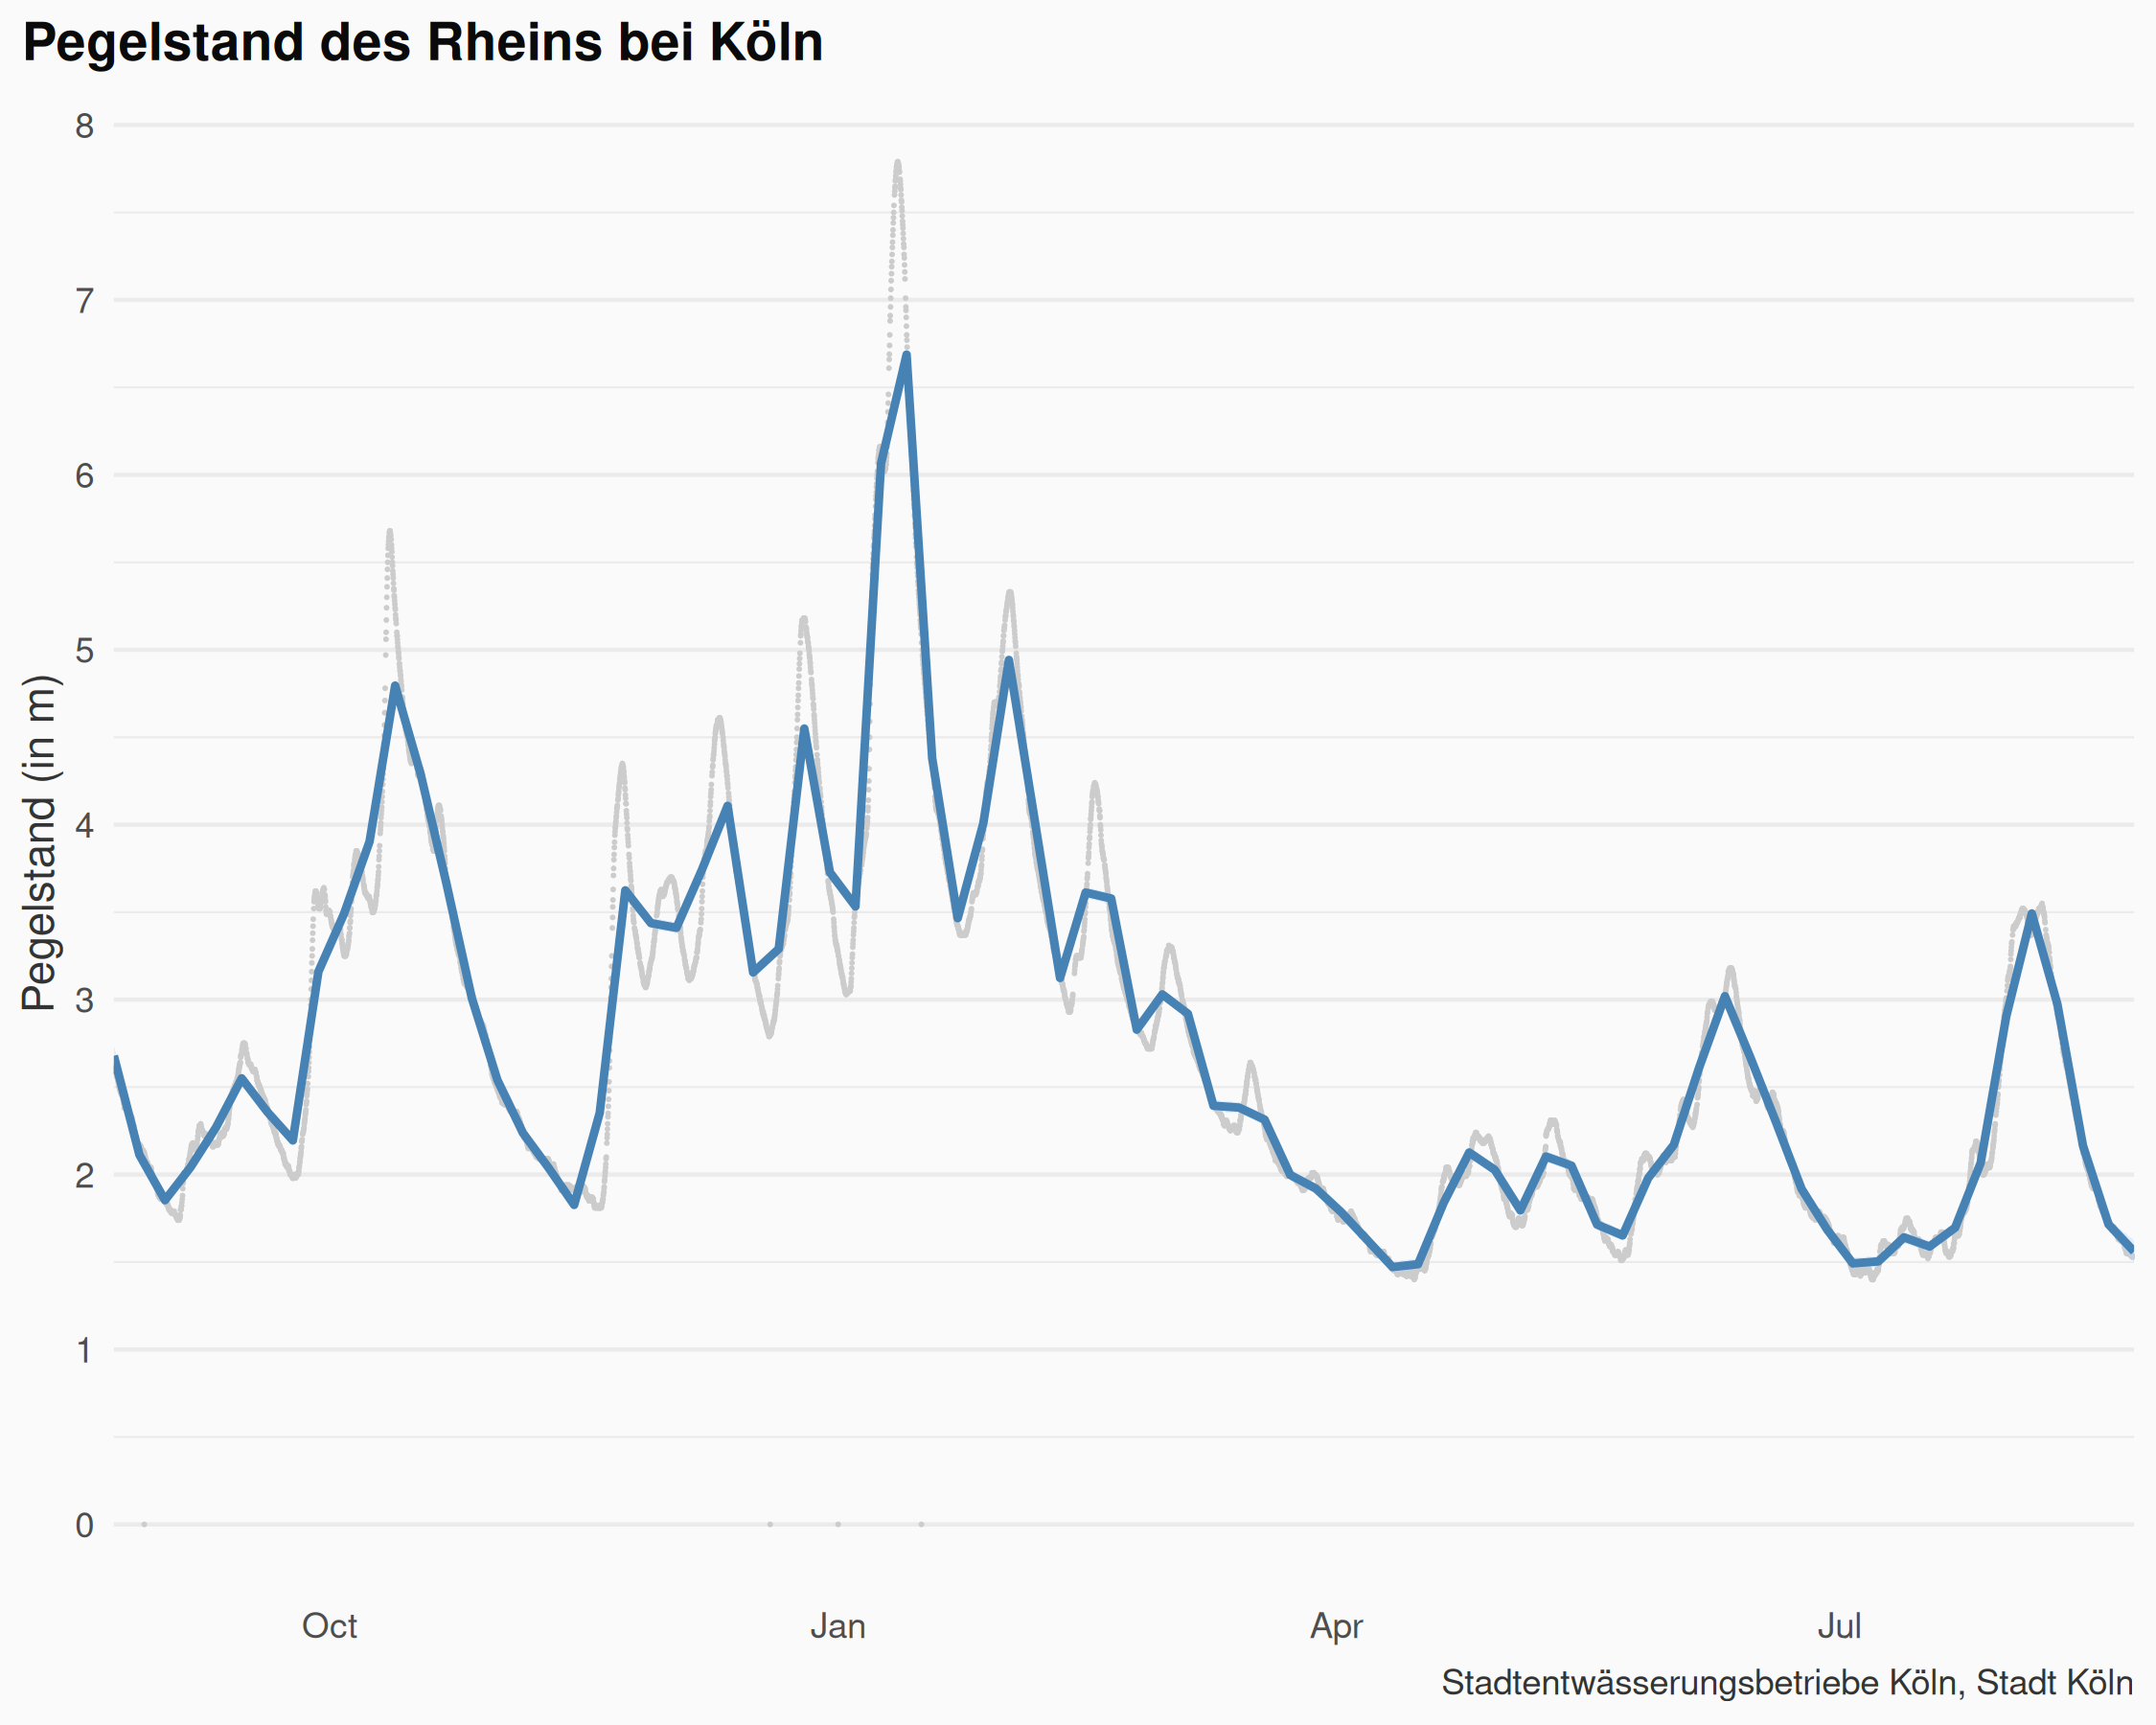 Pegelstand des Rheins bei Köln
Pegelstand (in m)
8
7
6
5
4
3
2
1
0
Oct Jan Apr Jul
Stadtentwässerungsbetriebe Köln, Stadt Köln